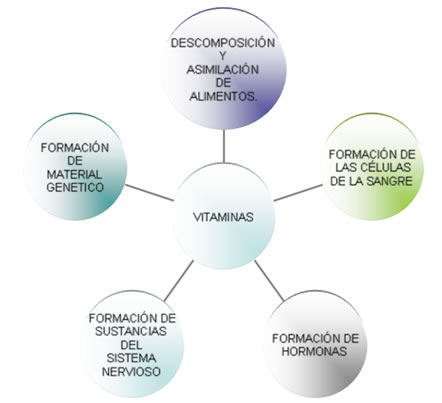 DESCOMPOSICIÓN
Y
ASIMILACIÓN
DE
ALIMENTOS.
FORMACIÓN
DE
MATERIAL
GENETICO
FORMACIÓN DE
LAS CÉLULAS
DE LA SANGRE
VITAMINAS
FORMACIÓN DE
SUSTANCIAS
DEL
SISTEMA
NERVIOSO
FORMACIÓN DE
HORMONAS